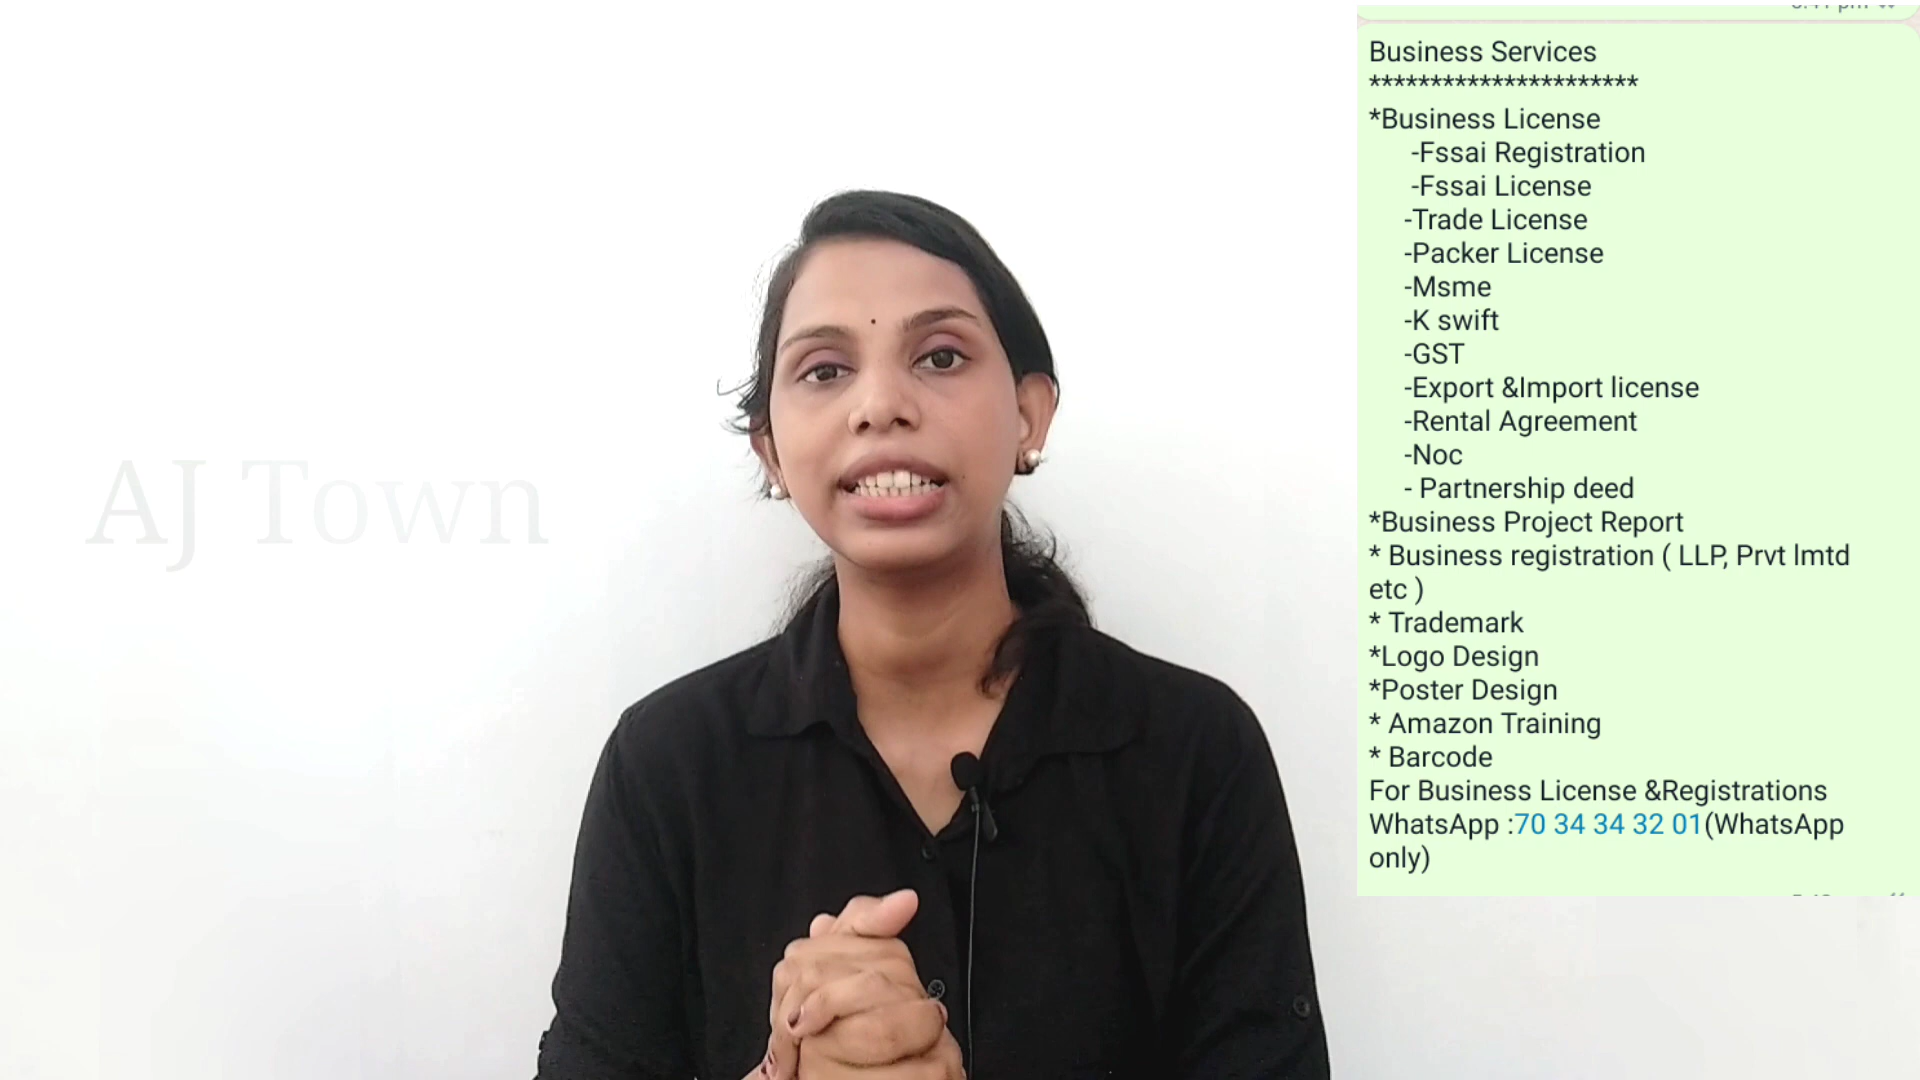 Business Services
**********************
*Business License
-Fssai Registration
-Fssai License
-Trade License
-Packer License
-Msme
-K swift
-GST
-Export &Import license
-Rental Agreement
-Noc
- Partnership deed
*Business Project Report
* Business registration ( LLP, Prvt lmtd
etc )
* Trademark
*Logo Design
*Poster Design
* Amazon Training
* Barcode
For Business License &Registrations
WhatsApp :70 34 34 32 01(WhatsApp
only)
AJ Town